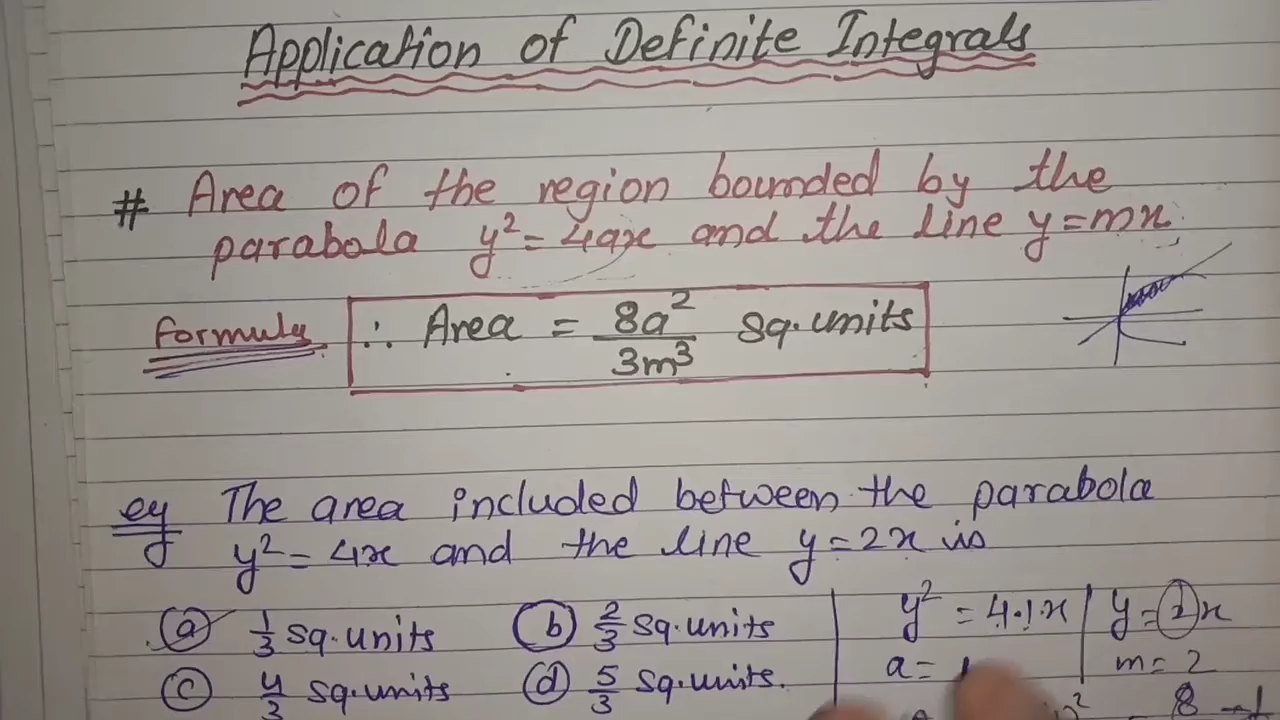 Application of Definite Integrals
# Area of the region bounded by the
parabola y² = 4ax and the line y=mx.
Formula ∴ Area = 8a²/3m³ Sq. units
eg The area included between the parabola
y² = 4x and the line y=2x is
(a) 1/3 sq. units (b) 2/3 sq. units
(c) 4/3 sq. units (d) 5/3 sq. units.
y² = 4·1·x | y=2x
a= m=2
8